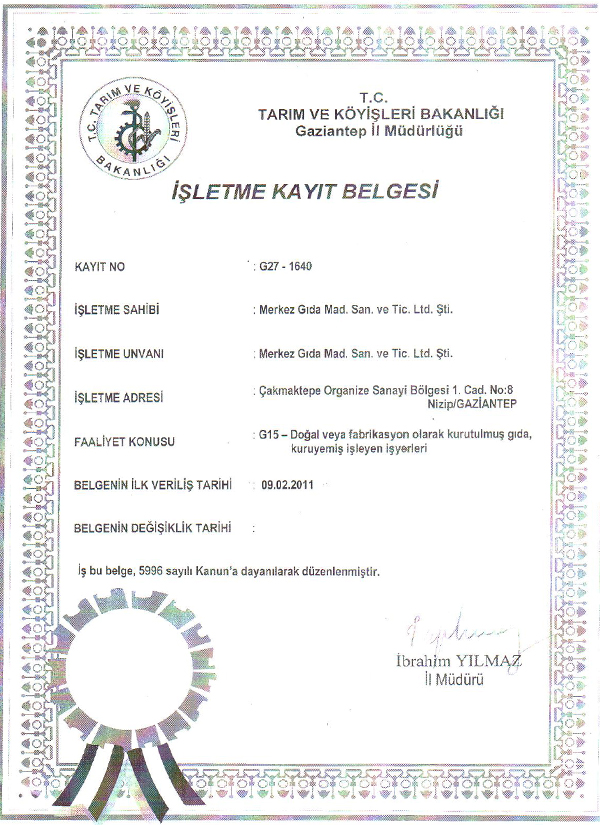 T.C. TARIM VE KÖYİŞLERİ
BAKANLIĞI
T.C.
TARIM VE KÖYİŞLERİ BAKANLIĞI
Gaziantep İl Müdürlüğü
İŞLETME KAYIT BELGESİ
KAYIT NO : G27 - 1640
İŞLETME SAHİBİ : Merkez Gıda Mad. San. ve Tic. Ltd. Şti.
İŞLETME UNVANI : Merkez Gıda Mad. San. ve Tic. Ltd. Şti.
İŞLETME ADRESİ : Çakmaktepe Organize Sanayi Bölgesi 1. Cad. No:8
Nizip/GAZİANTEP
FAALİYET KONUSU : G15 – Doğal veya fabrikasyon olarak kurutulmuş gıda,
kuruyemiş işleyen işyerleri
BELGENİN İLK VERİLİŞ TARİHİ : 09.02.2011
BELGENİN DEĞİŞİKLİK TARİHİ :
İş bu belge, 5996 sayılı Kanun'a dayanılarak düzenlenmiştir.
İbrahim YILMAZ
İl Müdürü